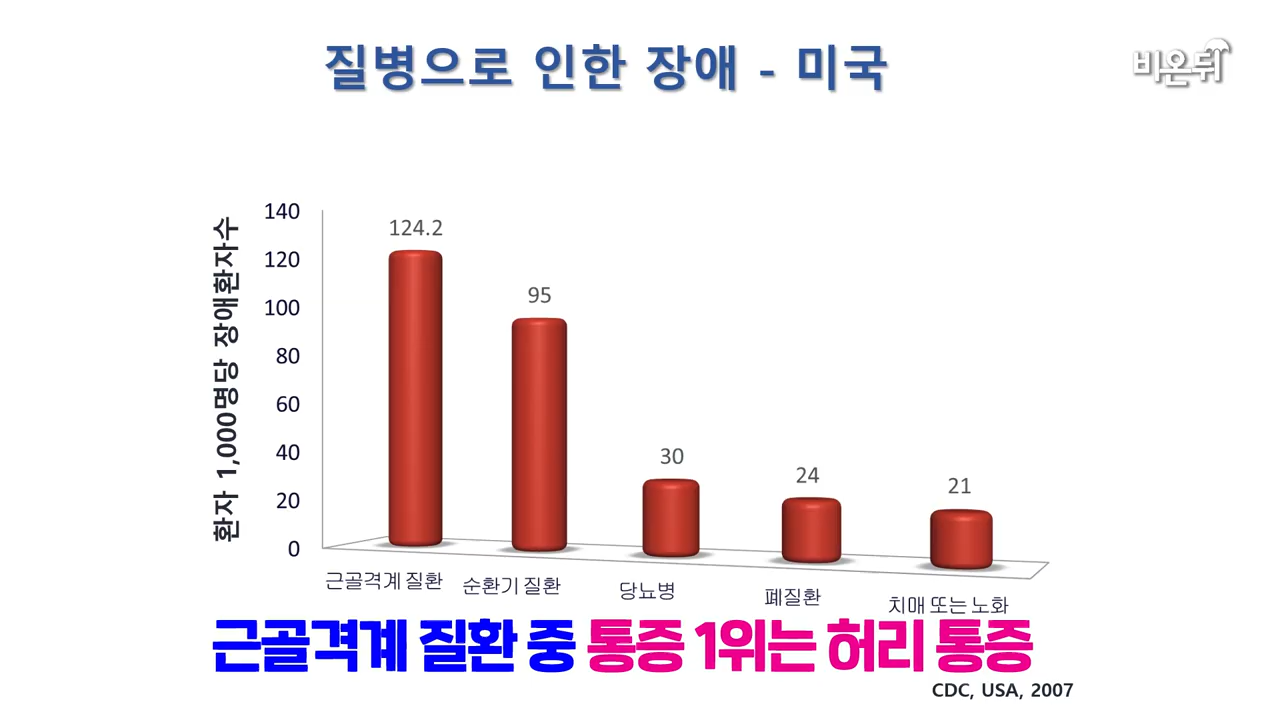 질병으로 인한 장애 - 미국
비온뒤
환자 1,000명당 장애환자수
140
120
100
80
60
40
20
0
124.2
95
30
24
21
근골격계 질환
순환기 질환
당뇨병
폐질환
치매 또는 노화
근골격계 질환 중 통증 1위는 허리 통증
CDC, USA, 2007